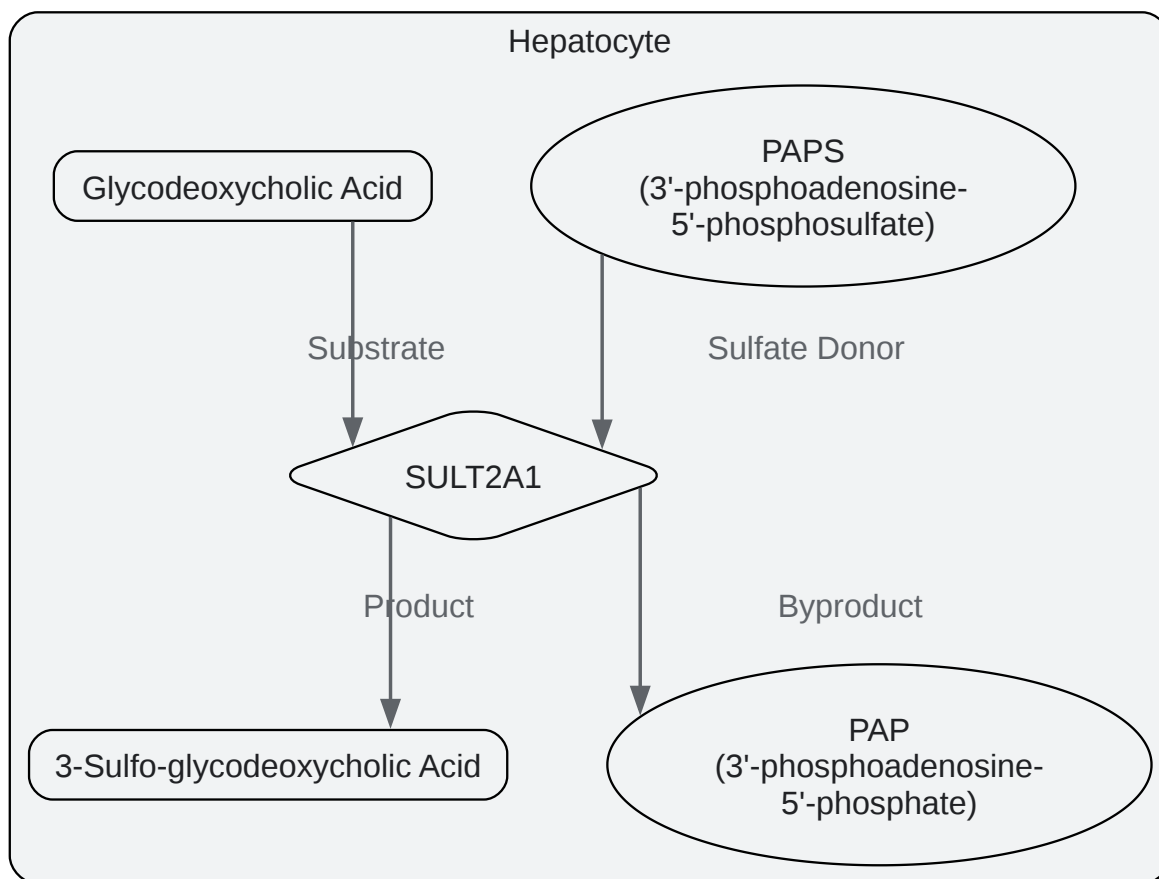 Hepatocyte
Glycodeoxycholic Acid
PAPS
(3'-phosphoadenosine-
5'-phosphosulfate)
Substrate
Sulfate Donor
SULT2A1
Product
Byproduct
3-Sulfo-glycodeoxycholic Acid
PAP
(3'-phosphoadenosine-
5'-phosphate)